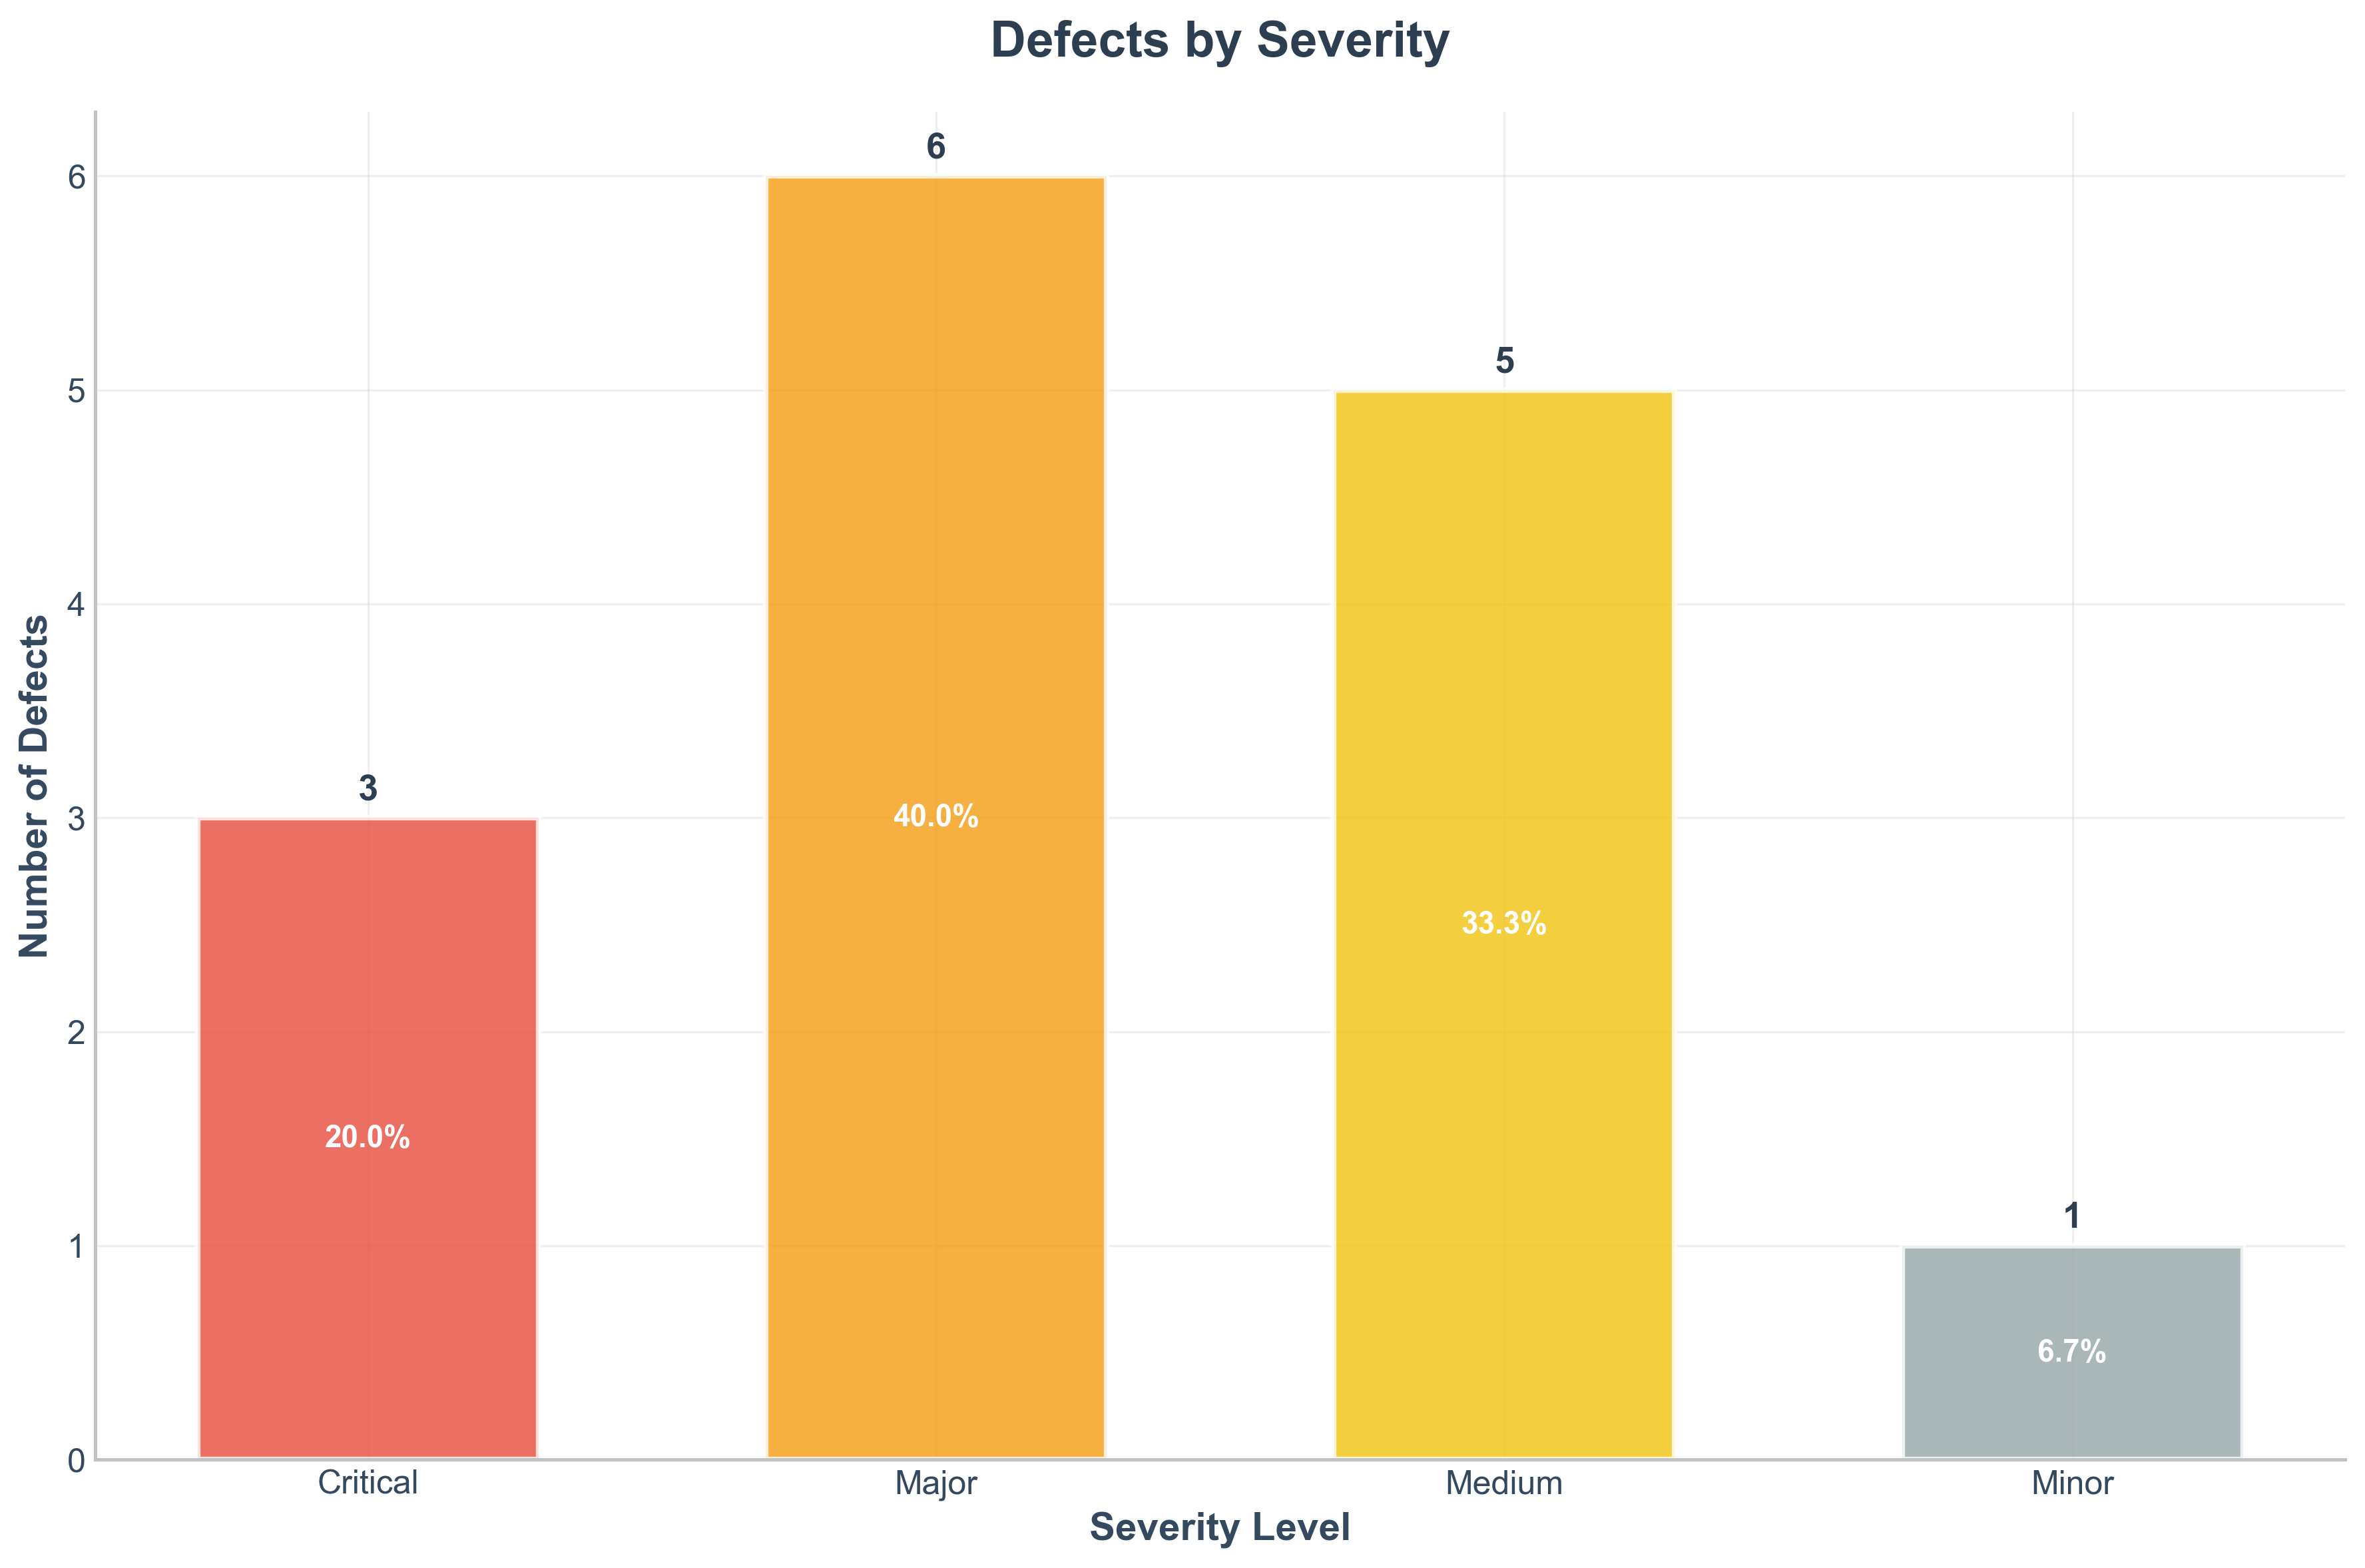 Defects by Severity
6
6
5
5
4
3
3
40.0%
33.3%
2
20.0%
1
1
6.7%
0
Number of Defects
Critical
Major
Medium
Minor
Severity Level